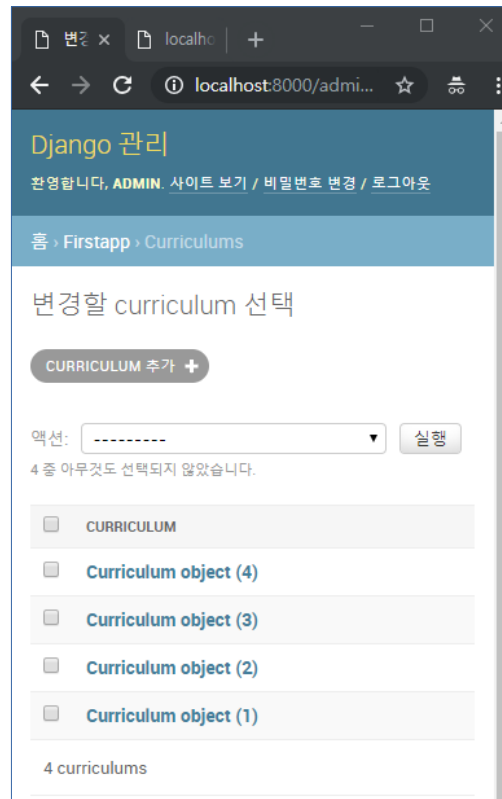 변경
localho
localhost:8000/admi...
Django 관리
환영합니다, ADMIN. 사이트 보기 / 비밀번호 변경 / 로그아웃
홈 › Firstapp › Curriculums
변경할 curriculum 선택
CURRICULUM 추가 +
액션: --------- 실행
4 중 아무것도 선택되지 않았습니다.
CURRICULUM
Curriculum object (4)
Curriculum object (3)
Curriculum object (2)
Curriculum object (1)
4 curriculums